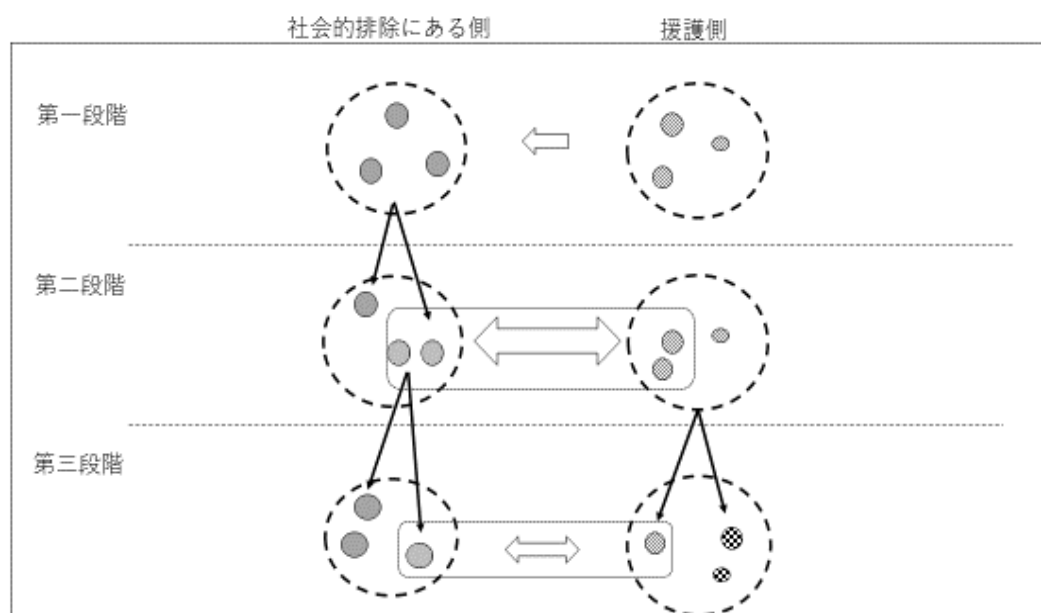 社会的排除にある側
援護側
第一段階
第二段階
第三段階